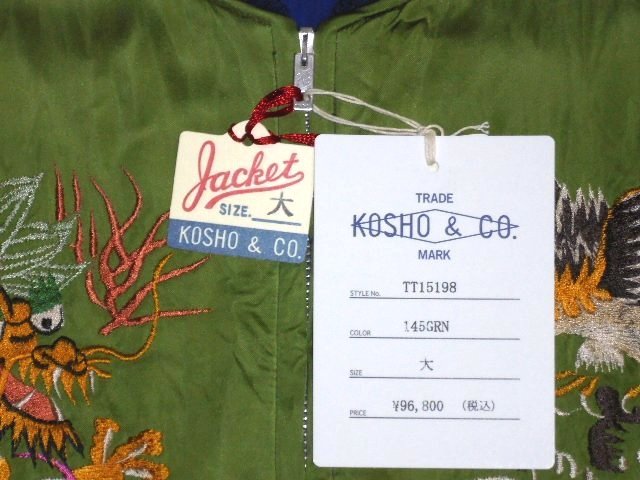 Jacket
SIZE. 大
KOSHO & CO.
TRADE
KOSHO & CO.
MARK
STYLE No. TT15198
COLOR 145GRN
SIZE 大
PRICE ¥96,800 (税込)